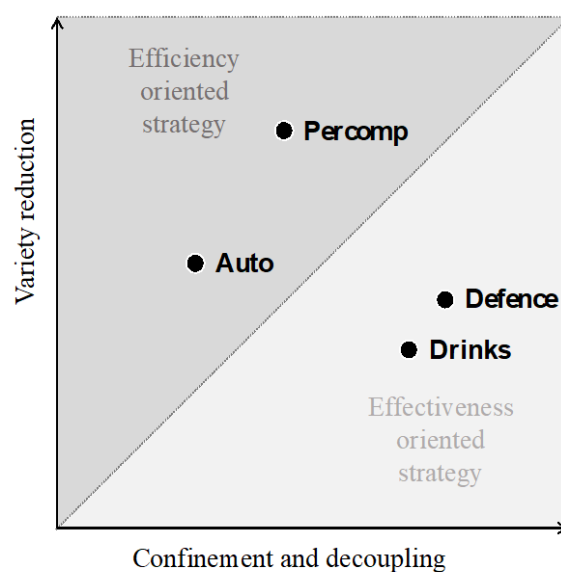 Efficiency
oriented
strategy
Percomp
Auto
Defence
Drinks
Effectiveness
oriented
strategy
Variety reduction
Confinement and decoupling